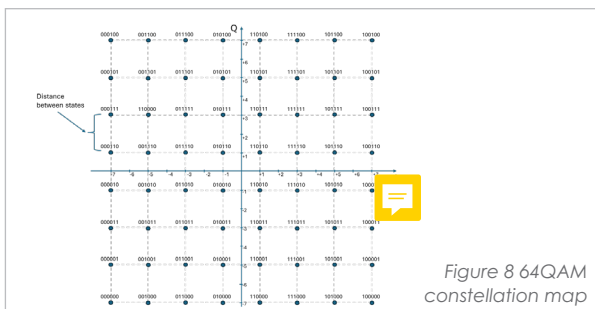 Q
000100 001100 011100 010100 110100 111100 101100 100100
+7
+6
000101 001101 011101 010101 110101 111101 101101 100101
+5
Distance
between states
+4
000111 110000 011111 010111 110111 111111 101111 100111
+3
+2
000110 001110 011110 010110 110110 111110 101110 100110
+1
-7 -6 -5 -4 -3 -2 -1 +1 +2 +3 +4 +5 +6 +7
000010 001010 011010 010010 110010 111010 101010
-1
-2
000011 001011 011011 010011 110011 111011 101011 100011
-3
-4
000001 001001 011001 010001 110001 111001 101001 100001
-5
-6
000000 001000 011000 010000 110000 111000 101000 100000
-7
Figure 8 64QAM
constellation map